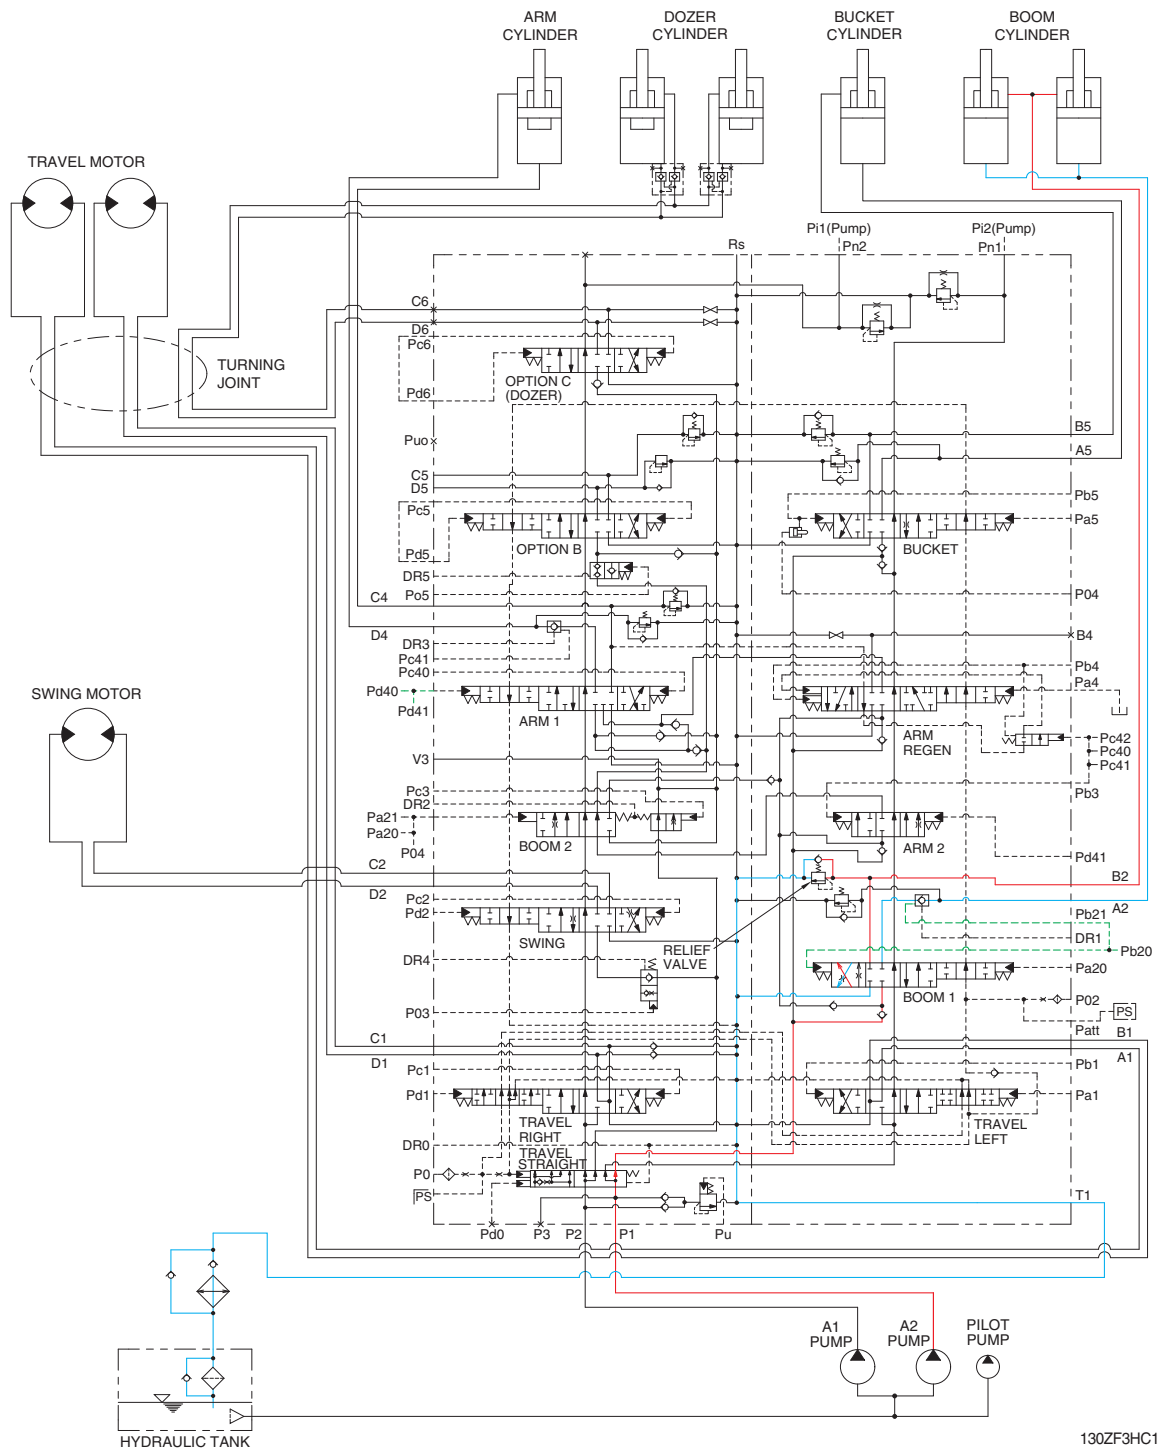 ARM
CYLINDER
DOZER
CYLINDER
BUCKET
CYLINDER
BOOM
CYLINDER
TRAVEL MOTOR
TURNING
JOINT
SWING MOTOR
Rs
Pi1(Pump)
Pn2
Pi2(Pump)
Pn1
C6
D6
Pc6
OPTION C
(DOZER)
Pd6
Puo
C5
D5
Pc5
OPTION B
Pd5
DR5
Po5
C4
D4
DR3
Pc41
Pc40
Pd40
Pd41
ARM 1
V3
Pc3
DR2
Pa21
Pa20
P04
BOOM 2
C2
D2
Pc2
Pd2
SWING
DR4
P03
C1
D1
Pc1
Pd1
TRAVEL
RIGHT
DR0
TRAVEL
STRAIGHT
P0
PS
Pd0
P3
P2
P1
Pu
B5
A5
Pb5
Pa5
BUCKET
P04
B4
Pb4
Pa4
ARM
REGEN
Pc42
Pc40
Pc41
Pb3
ARM 2
Pd41
B2
A2
Pb21
DR1
Pb20
RELIEF
VALVE
Pa20
BOOM 1
P02
PS
Patt
B1
A1
Pb1
Pa1
TRAVEL
LEFT
T1
A1
PUMP
A2
PUMP
PILOT
PUMP
HYDRAULIC TANK
130ZF3HC1